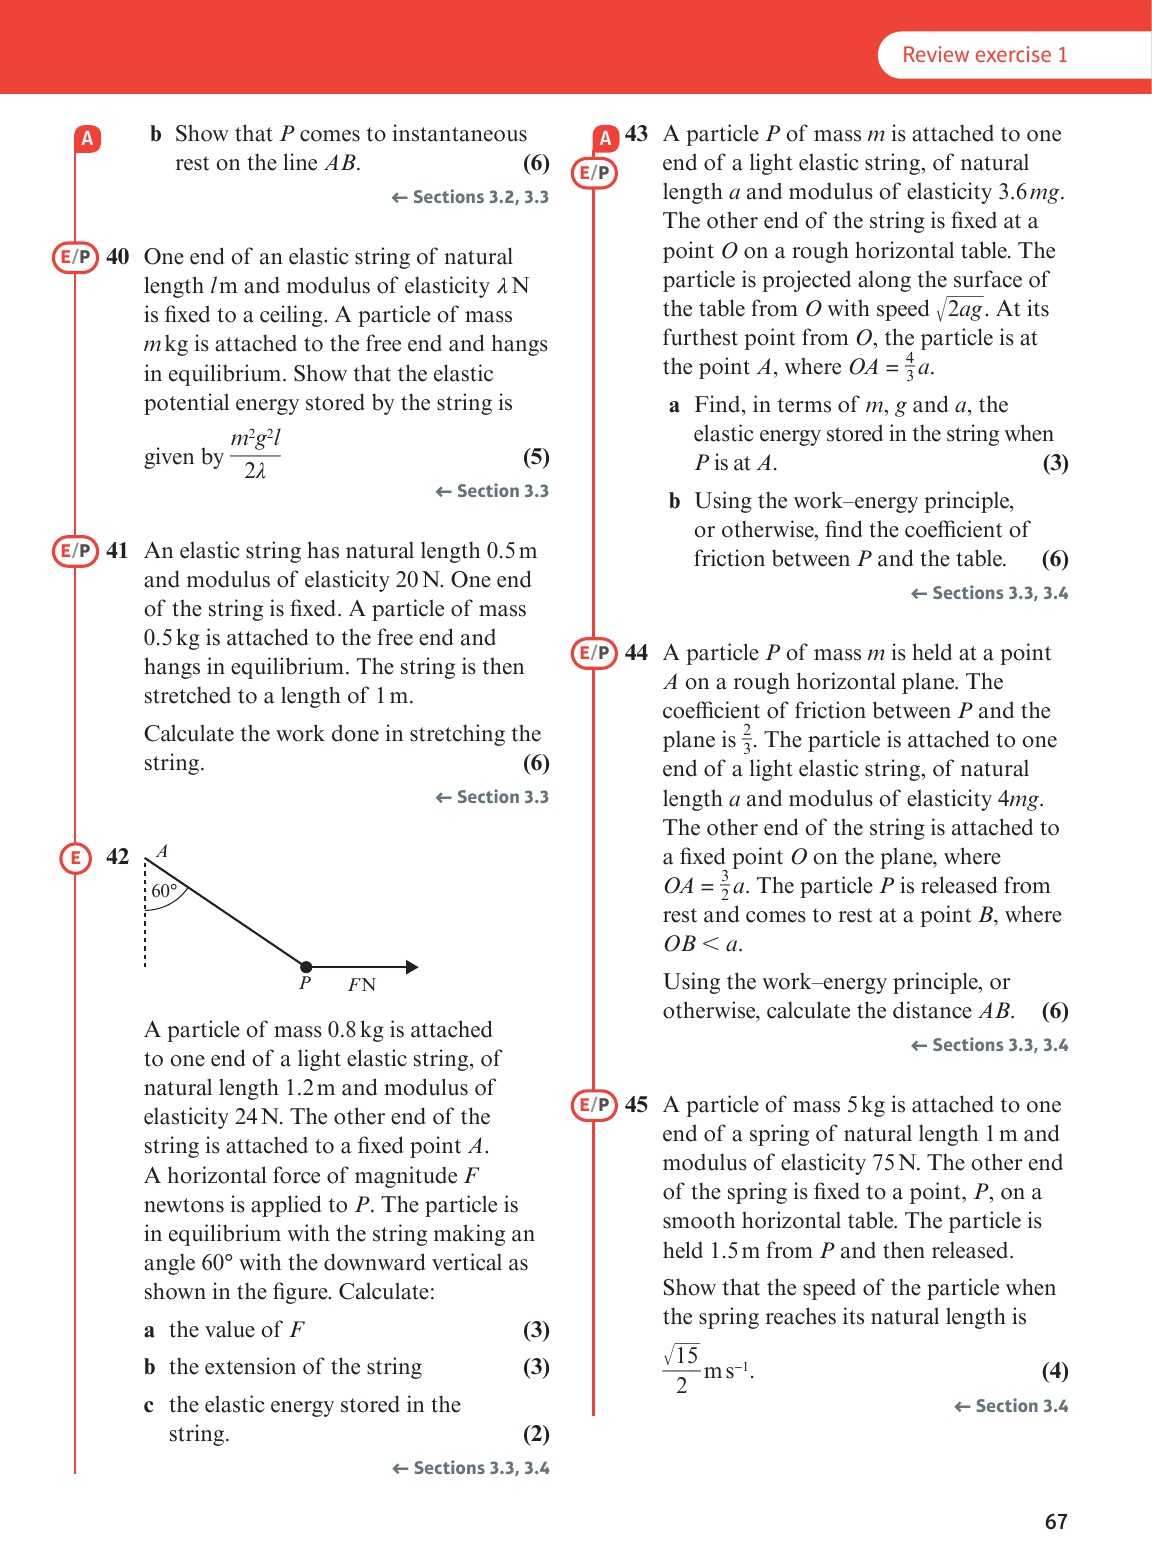 Review exercise 1
A
b Show that P comes to instantaneous
rest on the line AB. (6)
← Sections 3.2, 3.3
E/P 40 One end of an elastic string of natural
length l m and modulus of elasticity λ N
is fixed to a ceiling. A particle of mass
m kg is attached to the free end and hangs
in equilibrium. Show that the elastic
potential energy stored by the string is
given by m²g²l/2λ (5)
← Section 3.3
E/P 41 An elastic string has natural length 0.5 m
and modulus of elasticity 20 N. One end
of the string is fixed. A particle of mass
0.5 kg is attached to the free end and
hangs in equilibrium. The string is then
stretched to a length of 1 m.
Calculate the work done in stretching the
string. (6)
← Section 3.3
E 42
A
60°
P FN
A particle of mass 0.8 kg is attached
to one end of a light elastic string, of
natural length 1.2 m and modulus of
elasticity 24 N. The other end of the
string is attached to a fixed point A.
A horizontal force of magnitude F
newtons is applied to P. The particle is
in equilibrium with the string making an
angle 60° with the downward vertical as
shown in the figure. Calculate:
a the value of F (3)
b the extension of the string (3)
c the elastic energy stored in the
string. (2)
← Sections 3.3, 3.4
A
E/P
43 A particle P of mass m is attached to one
end of a light elastic string, of natural
length a and modulus of elasticity 3.6mg.
The other end of the string is fixed at a
point O on a rough horizontal table. The
particle is projected along the surface of
the table from O with speed √2ag. At its
furthest point from O, the particle is at
the point A, where OA = 4/3 a.
a Find, in terms of m, g and a, the
elastic energy stored in the string when
P is at A. (3)
b Using the work–energy principle,
or otherwise, find the coefficient of
friction between P and the table. (6)
← Sections 3.3, 3.4
E/P 44 A particle P of mass m is held at a point
A on a rough horizontal plane. The
coefficient of friction between P and the
plane is 2/3. The particle is attached to one
end of a light elastic string, of natural
length a and modulus of elasticity 4mg.
The other end of the string is attached to
a fixed point O on the plane, where
OA = 3/2 a. The particle P is released from
rest and comes to rest at a point B, where
OB < a.
Using the work–energy principle, or
otherwise, calculate the distance AB. (6)
← Sections 3.3, 3.4
E/P 45 A particle of mass 5 kg is attached to one
end of a spring of natural length 1 m and
modulus of elasticity 75 N. The other end
of the spring is fixed to a point, P, on a
smooth horizontal table. The particle is
held 1.5 m from P and then released.
Show that the speed of the particle when
the spring reaches its natural length is
√15/2 m s⁻¹. (4)
← Section 3.4
67